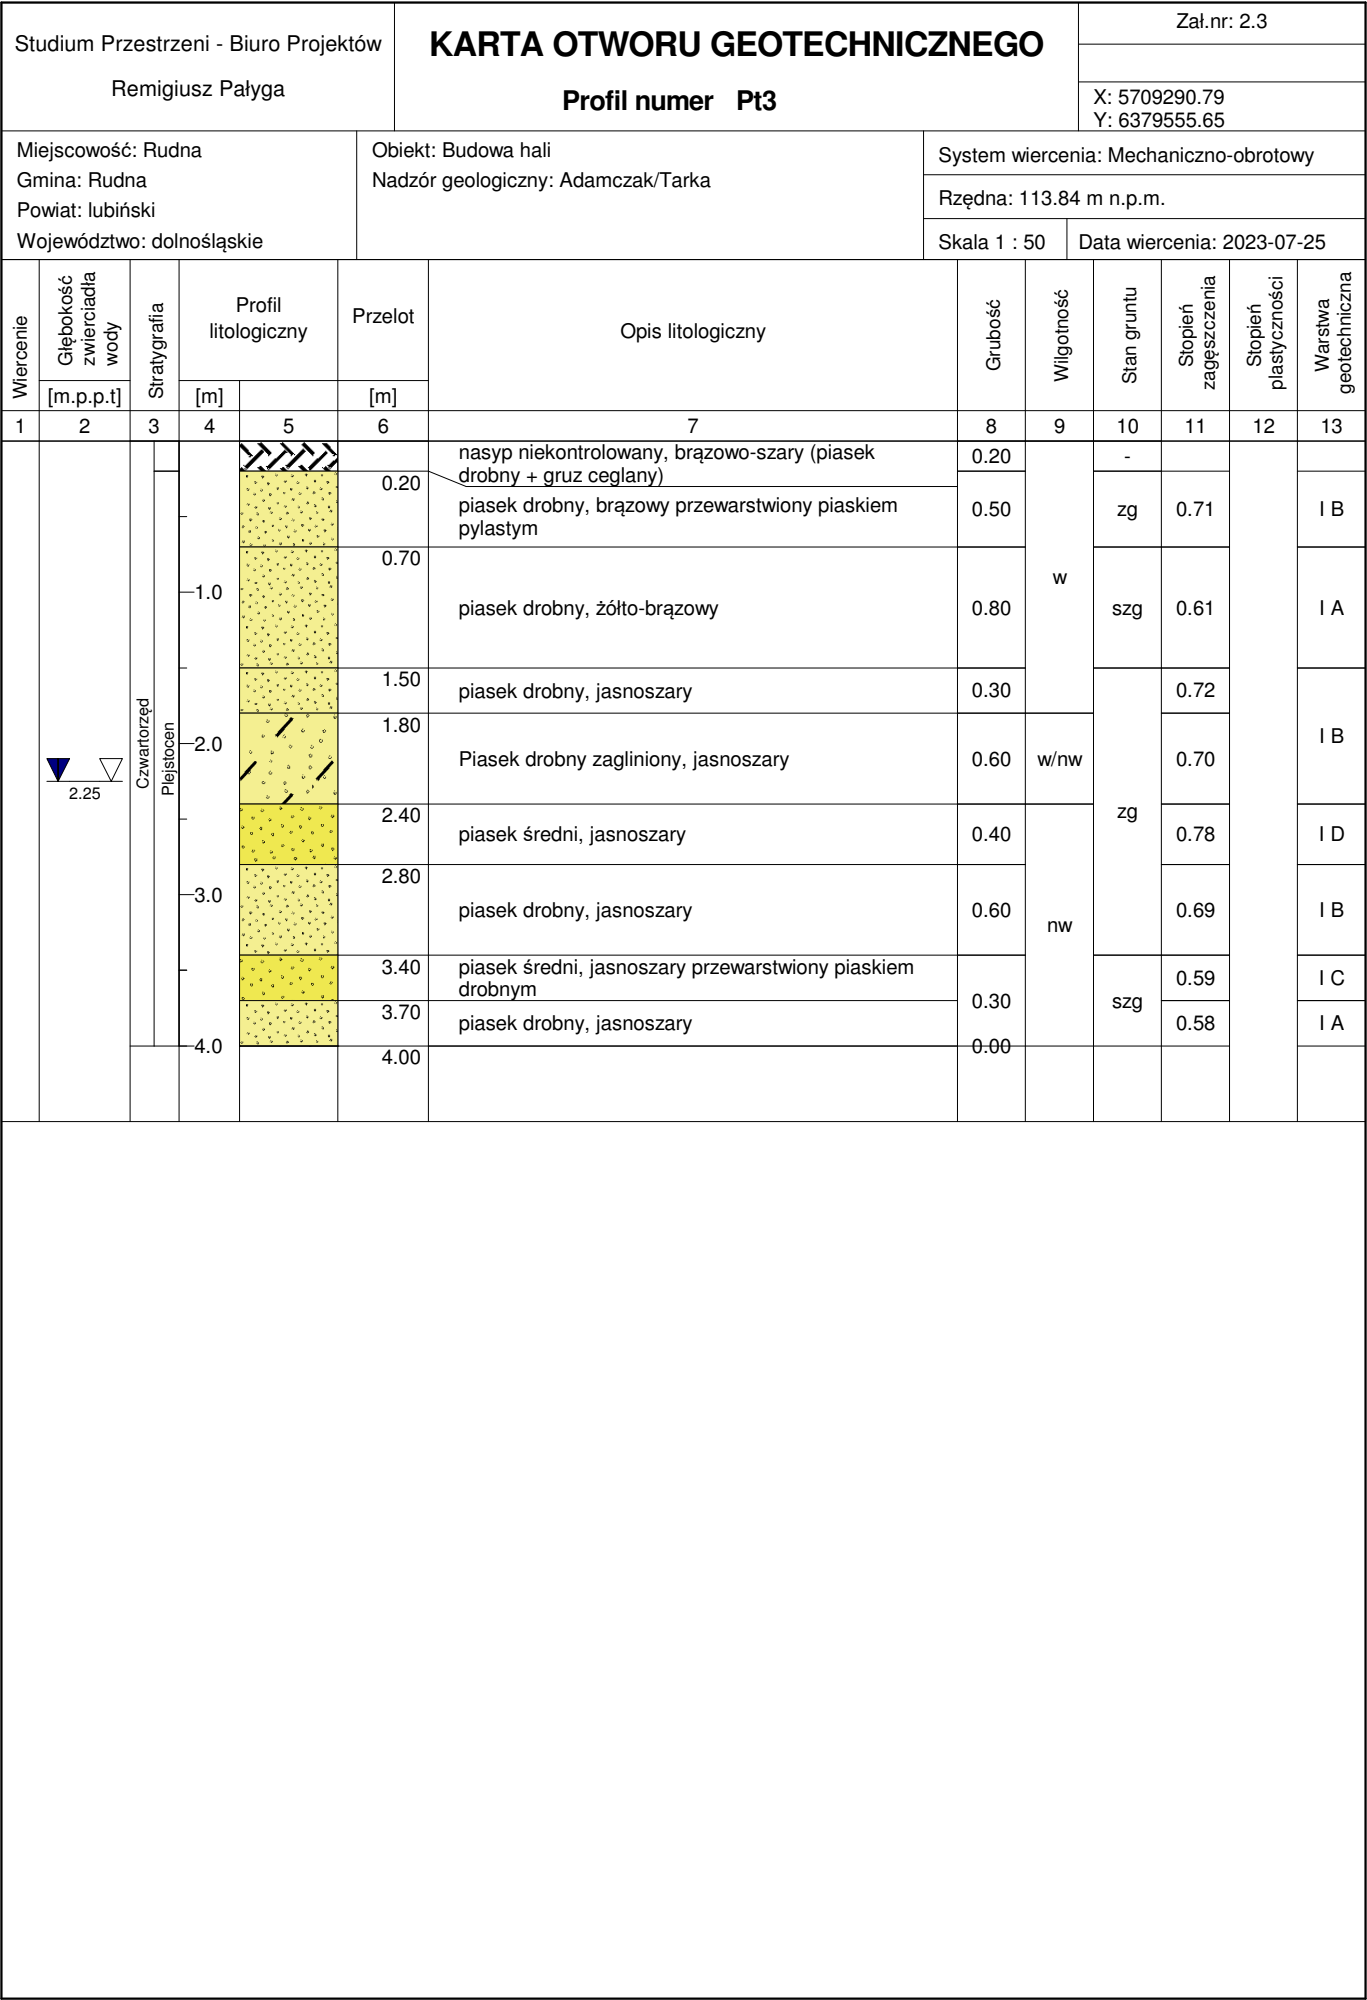 Studium Przestrzeni - Biuro Projektów
Remigiusz Pałyga
KARTA OTWORU GEOTECHNICZNEGO
Profil numer Pt3
Zał.nr: 2.3
X: 5709290.79
Y: 6379555.65
Miejscowość: Rudna
Gmina: Rudna
Powiat: lubiński
Województwo: dolnośląskie
Obiekt: Budowa hali
Nadzór geologiczny: Adamczak/Tarka
System wiercenia: Mechaniczno-obrotowy
Rzędna: 113.84 m n.p.m.
Skala 1 : 50
Data wiercenia: 2023-07-25
Wiercenie
Głębokość
zwierciadła
wody
[m.p.p.t]
Stratygrafia
Profil
litologiczny
[m]
Przelot
[m]
Opis litologiczny
Grubość
Wilgotność
Stan gruntu
Stopień
zagęszczenia
Stopień
plastyczności
Warstwa
geotechniczna
1 2 3 4 5 6 7 8 9 10 11 12 13
2.25
Czwartorzęd
Plejstocen
1.0
2.0
3.0
4.0
nasyp niekontrolowany, brązowo-szary (piasek
drobny + gruz ceglany)
0.20
-
0.20
piasek drobny, brązowy przewarstwiony piaskiem
pylastym
0.50
zg
0.71
I B
0.70
piasek drobny, żółto-brązowy
0.80
w
szg
0.61
I A
1.50
piasek drobny, jasnoszary
0.30
0.72
1.80
Piasek drobny zagliniony, jasnoszary
0.60
w/nw
0.70
I B
2.40
piasek średni, jasnoszary
0.40
zg
0.78
I D
2.80
piasek drobny, jasnoszary
0.60
nw
0.69
I B
3.40
piasek średni, jasnoszary przewarstwiony piaskiem
drobnym
0.59
I C
0.30
szg
3.70
piasek drobny, jasnoszary
0.58
I A
0.00
4.00